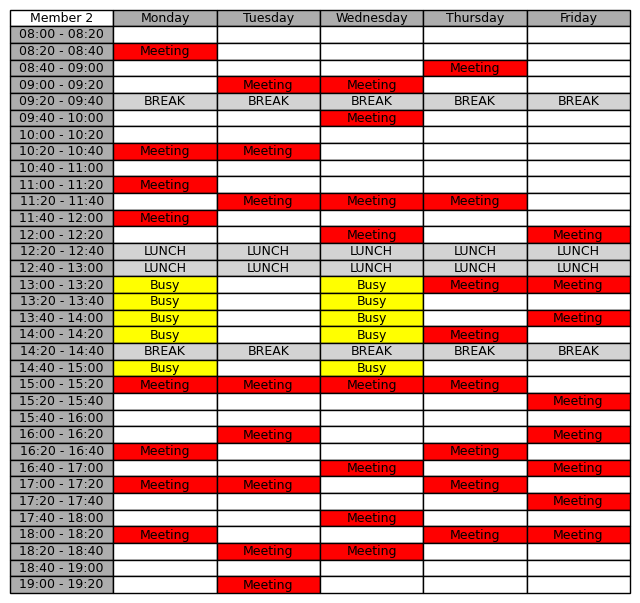 Member 2 Monday Tuesday Wednesday Thursday Friday
08:00 - 08:20
08:20 - 08:40 Meeting
08:40 - 09:00 Meeting
09:00 - 09:20 Meeting Meeting
09:20 - 09:40 BREAK BREAK BREAK BREAK BREAK
09:40 - 10:00 Meeting
10:00 - 10:20
10:20 - 10:40 Meeting Meeting
10:40 - 11:00
11:00 - 11:20 Meeting
11:20 - 11:40 Meeting Meeting Meeting
11:40 - 12:00 Meeting
12:00 - 12:20 Meeting Meeting
12:20 - 12:40 LUNCH LUNCH LUNCH LUNCH LUNCH
12:40 - 13:00 LUNCH LUNCH LUNCH LUNCH LUNCH
13:00 - 13:20 Busy Busy Meeting Meeting
13:20 - 13:40 Busy Busy
13:40 - 14:00 Busy Busy Meeting
14:00 - 14:20 Busy Busy Meeting
14:20 - 14:40 BREAK BREAK BREAK BREAK BREAK
14:40 - 15:00 Busy Busy
15:00 - 15:20 Meeting Meeting Meeting Meeting
15:20 - 15:40 Meeting
15:40 - 16:00
16:00 - 16:20 Meeting Meeting
16:20 - 16:40 Meeting Meeting
16:40 - 17:00 Meeting Meeting
17:00 - 17:20 Meeting Meeting Meeting
17:20 - 17:40 Meeting
17:40 - 18:00 Meeting
18:00 - 18:20 Meeting Meeting Meeting
18:20 - 18:40 Meeting Meeting
18:40 - 19:00
19:00 - 19:20 Meeting